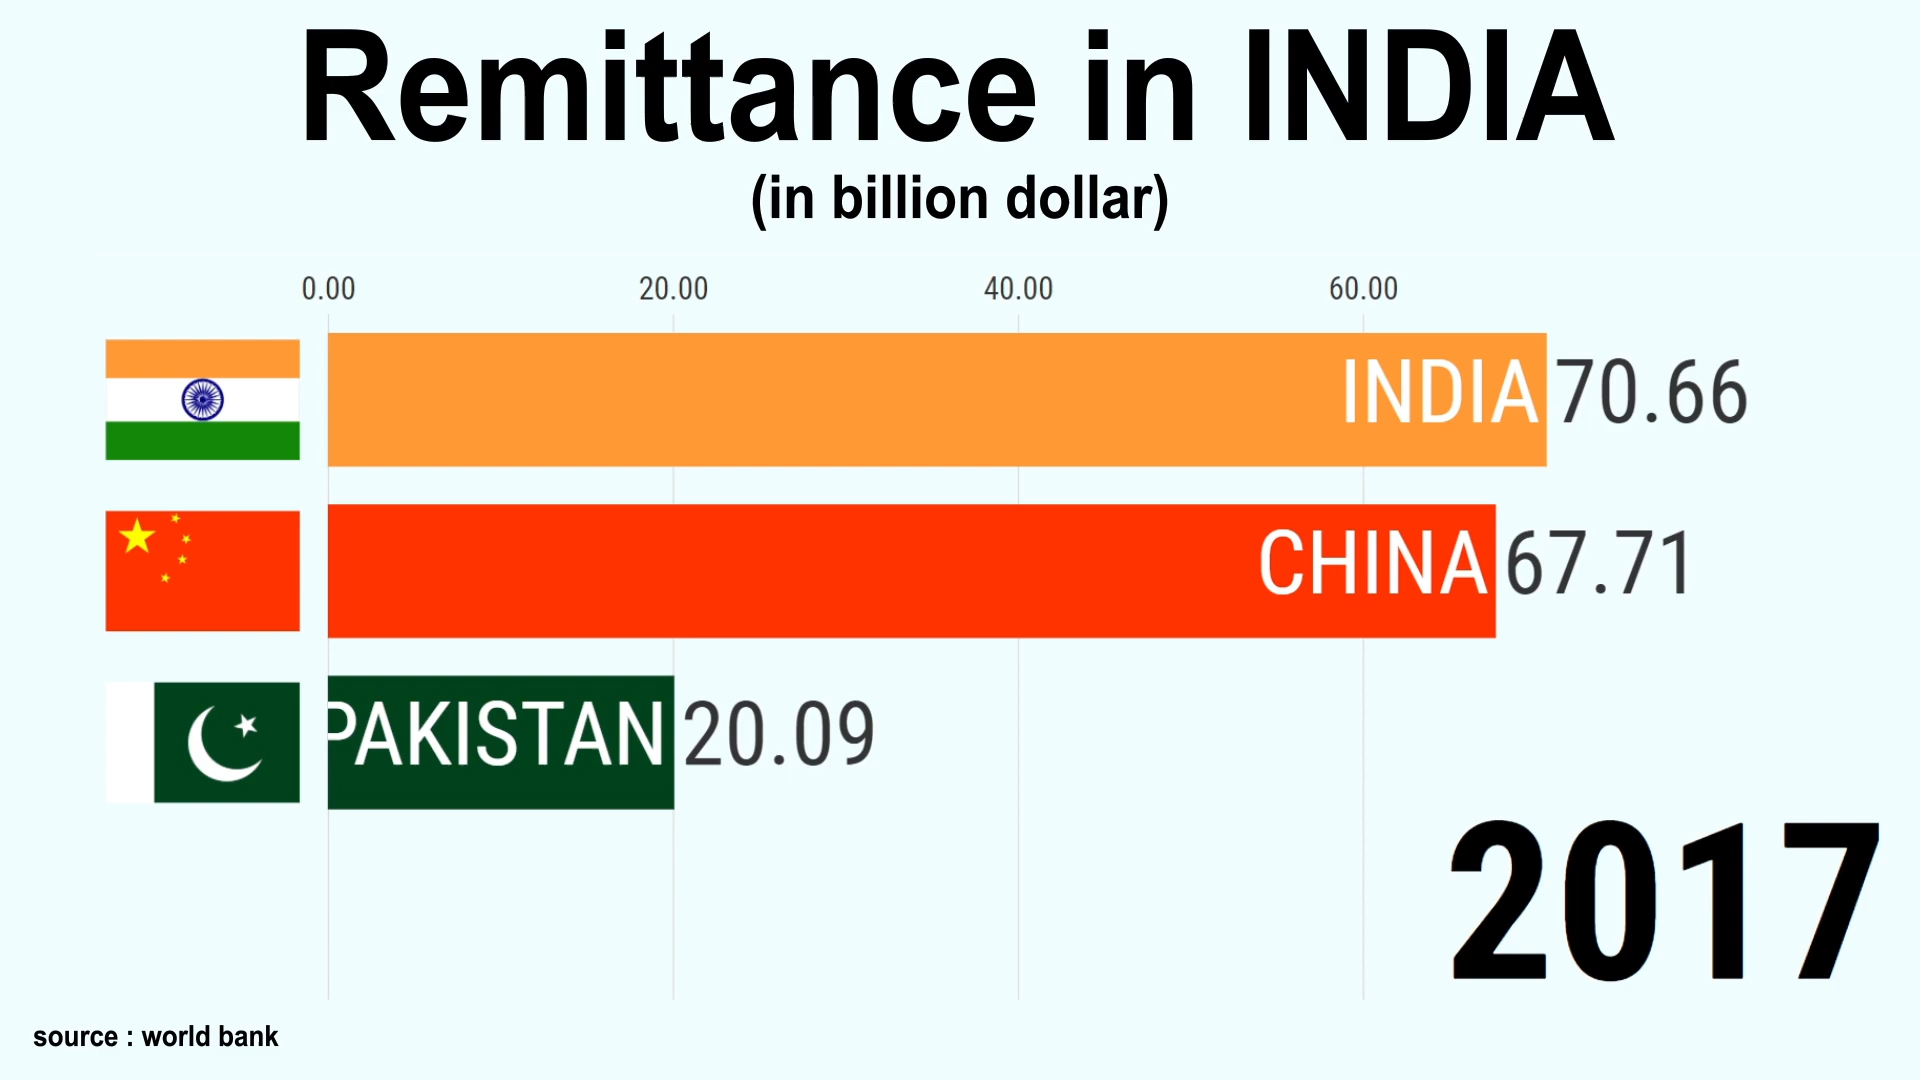 Remittance in INDIA
(in billion dollar)
0.00 20.00 40.00 60.00
INDIA 70.66
CHINA 67.71
PAKISTAN 20.09
2017
source : world bank